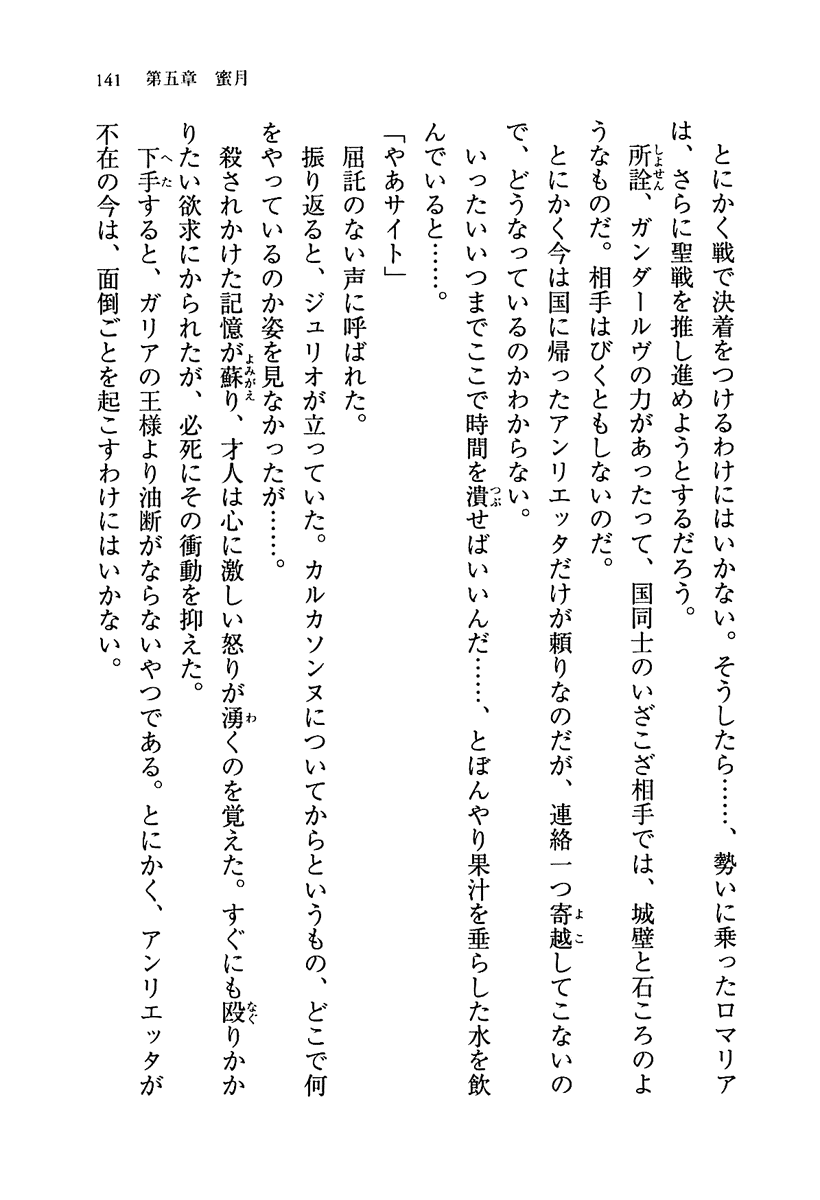 141　第五章　蜜月
　とにかく戦で決着をつけるわけにはいかない。そうしたら……、勢いに乗ったロマリア
は、さらに聖戦を推し進めようとするだろう。
　所詮、ガンダールヴの力があったって、国同士のいざこざ相手では、城壁と石ころのよ
うなものだ。相手はびくともしないのだ。
　とにかく今は国に帰ったアンリエッタだけが頼りなのだが、連絡一つ寄越してこないの
で、どうなっているのかわからない。
　いったいいつまでここで時間を潰せばいいんだ……、とぼんやり果汁を垂らした水を飲
んでいると……。
「やあサイト」
　屈託のない声に呼ばれた。
　振り返ると、ジュリオが立っていた。カルカソンヌについてからというもの、どこで何
をやっているのか姿を見なかったが……。
　殺されかけた記憶が蘇り、才人は心に激しい怒りが湧くのを覚えた。すぐにも殴りかか
りたい欲求にかられたが、必死にその衝動を抑えた。
　下手すると、ガリアの王様より油断がならないやつである。とにかく、アンリエッタが
不在の今は、面倒ごとを起こすわけにはいかない。